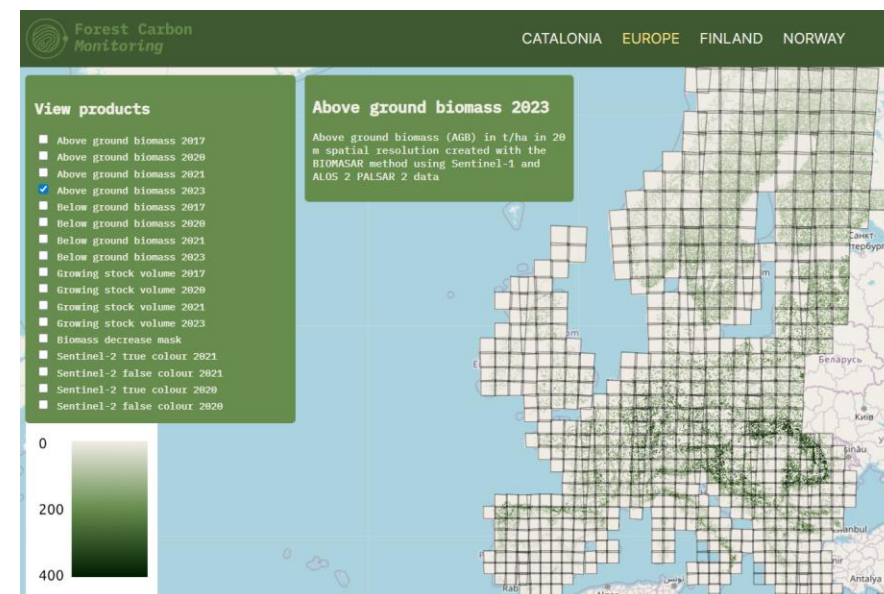 Forest Carbon
Monitoring
CATALONIA EUROPE FINLAND NORWAY
View products
Above ground biomass 2017
Above ground biomass 2020
Above ground biomass 2021
Above ground biomass 2023
Below ground biomass 2017
Below ground biomass 2020
Below ground biomass 2021
Below ground biomass 2023
Growing stock volume 2017
Growing stock volume 2020
Growing stock volume 2021
Growing stock volume 2023
Biomass decrease mask
Sentinel-2 true colour 2021
Sentinel-2 false colour 2021
Sentinel-2 true colour 2020
Sentinel-2 false colour 2020
Above ground biomass 2023
Above ground biomass (AGB) in t/ha in 20
m spatial resolution created with the
BIOMASAR method using Sentinel-1 and
ALOS 2 PALSAR 2 data
0
200
400
Санкт-
Беларусь
Київ
Antalya
تونس
Rab